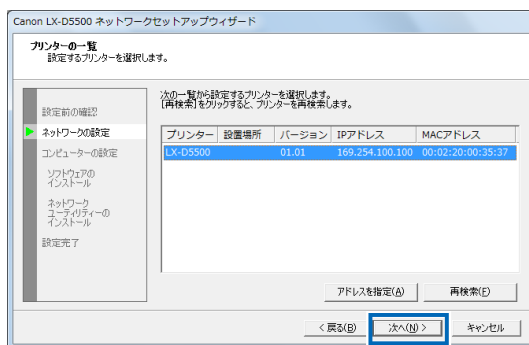 Canon LX-D5500 ネットワークセットアップウィザード
プリンターの一覧
設定するプリンターを選択します。
設定前の確認
ネットワークの設定
コンピューターの設定
ソフトウェアの
インストール
ネットワーク
ユーティリティーの
インストール
設定完了
次の一覧から設定するプリンターを選択します。
[再検索]をクリックすると、プリンターを再検索します。
プリンター 設置場所 バージョン IPアドレス MACアドレス
LX-D5500 01.01 169.254.100.100 00:02:20:00:35:37
アドレスを指定(A) 再検索(F)
< 戻る(B) 次へ(N) > キャンセル